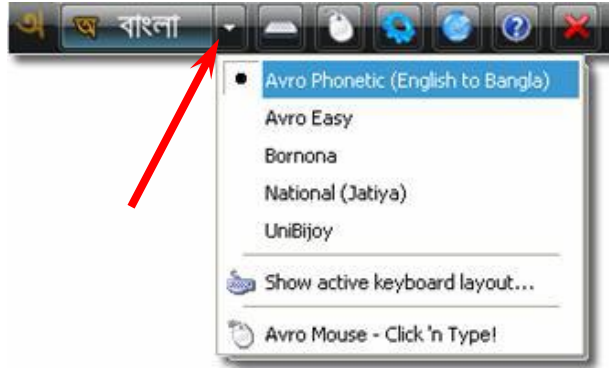 অ অ বাংলা ?
Avro Phonetic (English to Bangla)
Avro Easy
Bornona
National (Jatiya)
UniBijoy
Show active keyboard layout...
Avro Mouse - Click 'n Type!